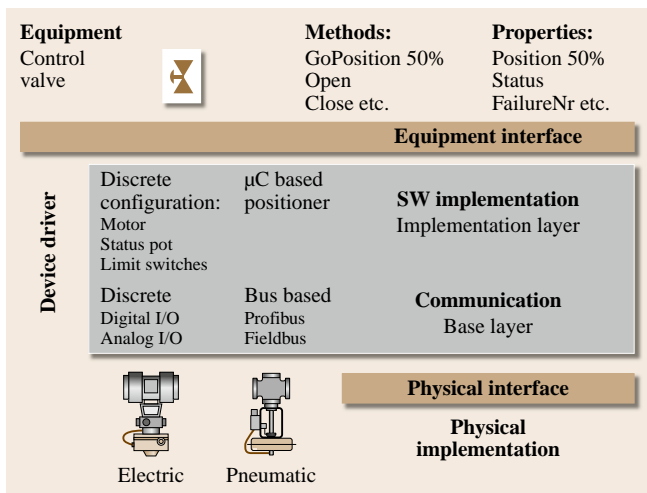 Equipment
Control
valve
Methods:
GoPosition 50%
Open
Close etc.
Properties:
Position 50%
Status
FailureNr etc.
Equipment interface
Device driver
Discrete
configuration:
Motor
Status pot
Limit switches
µC based
positioner
SW implementation
Implementation layer
Discrete
Digital I/O
Analog I/O
Bus based
Profibus
Fieldbus
Communication
Base layer
Electric
Pneumatic
Physical interface
Physical
implementation